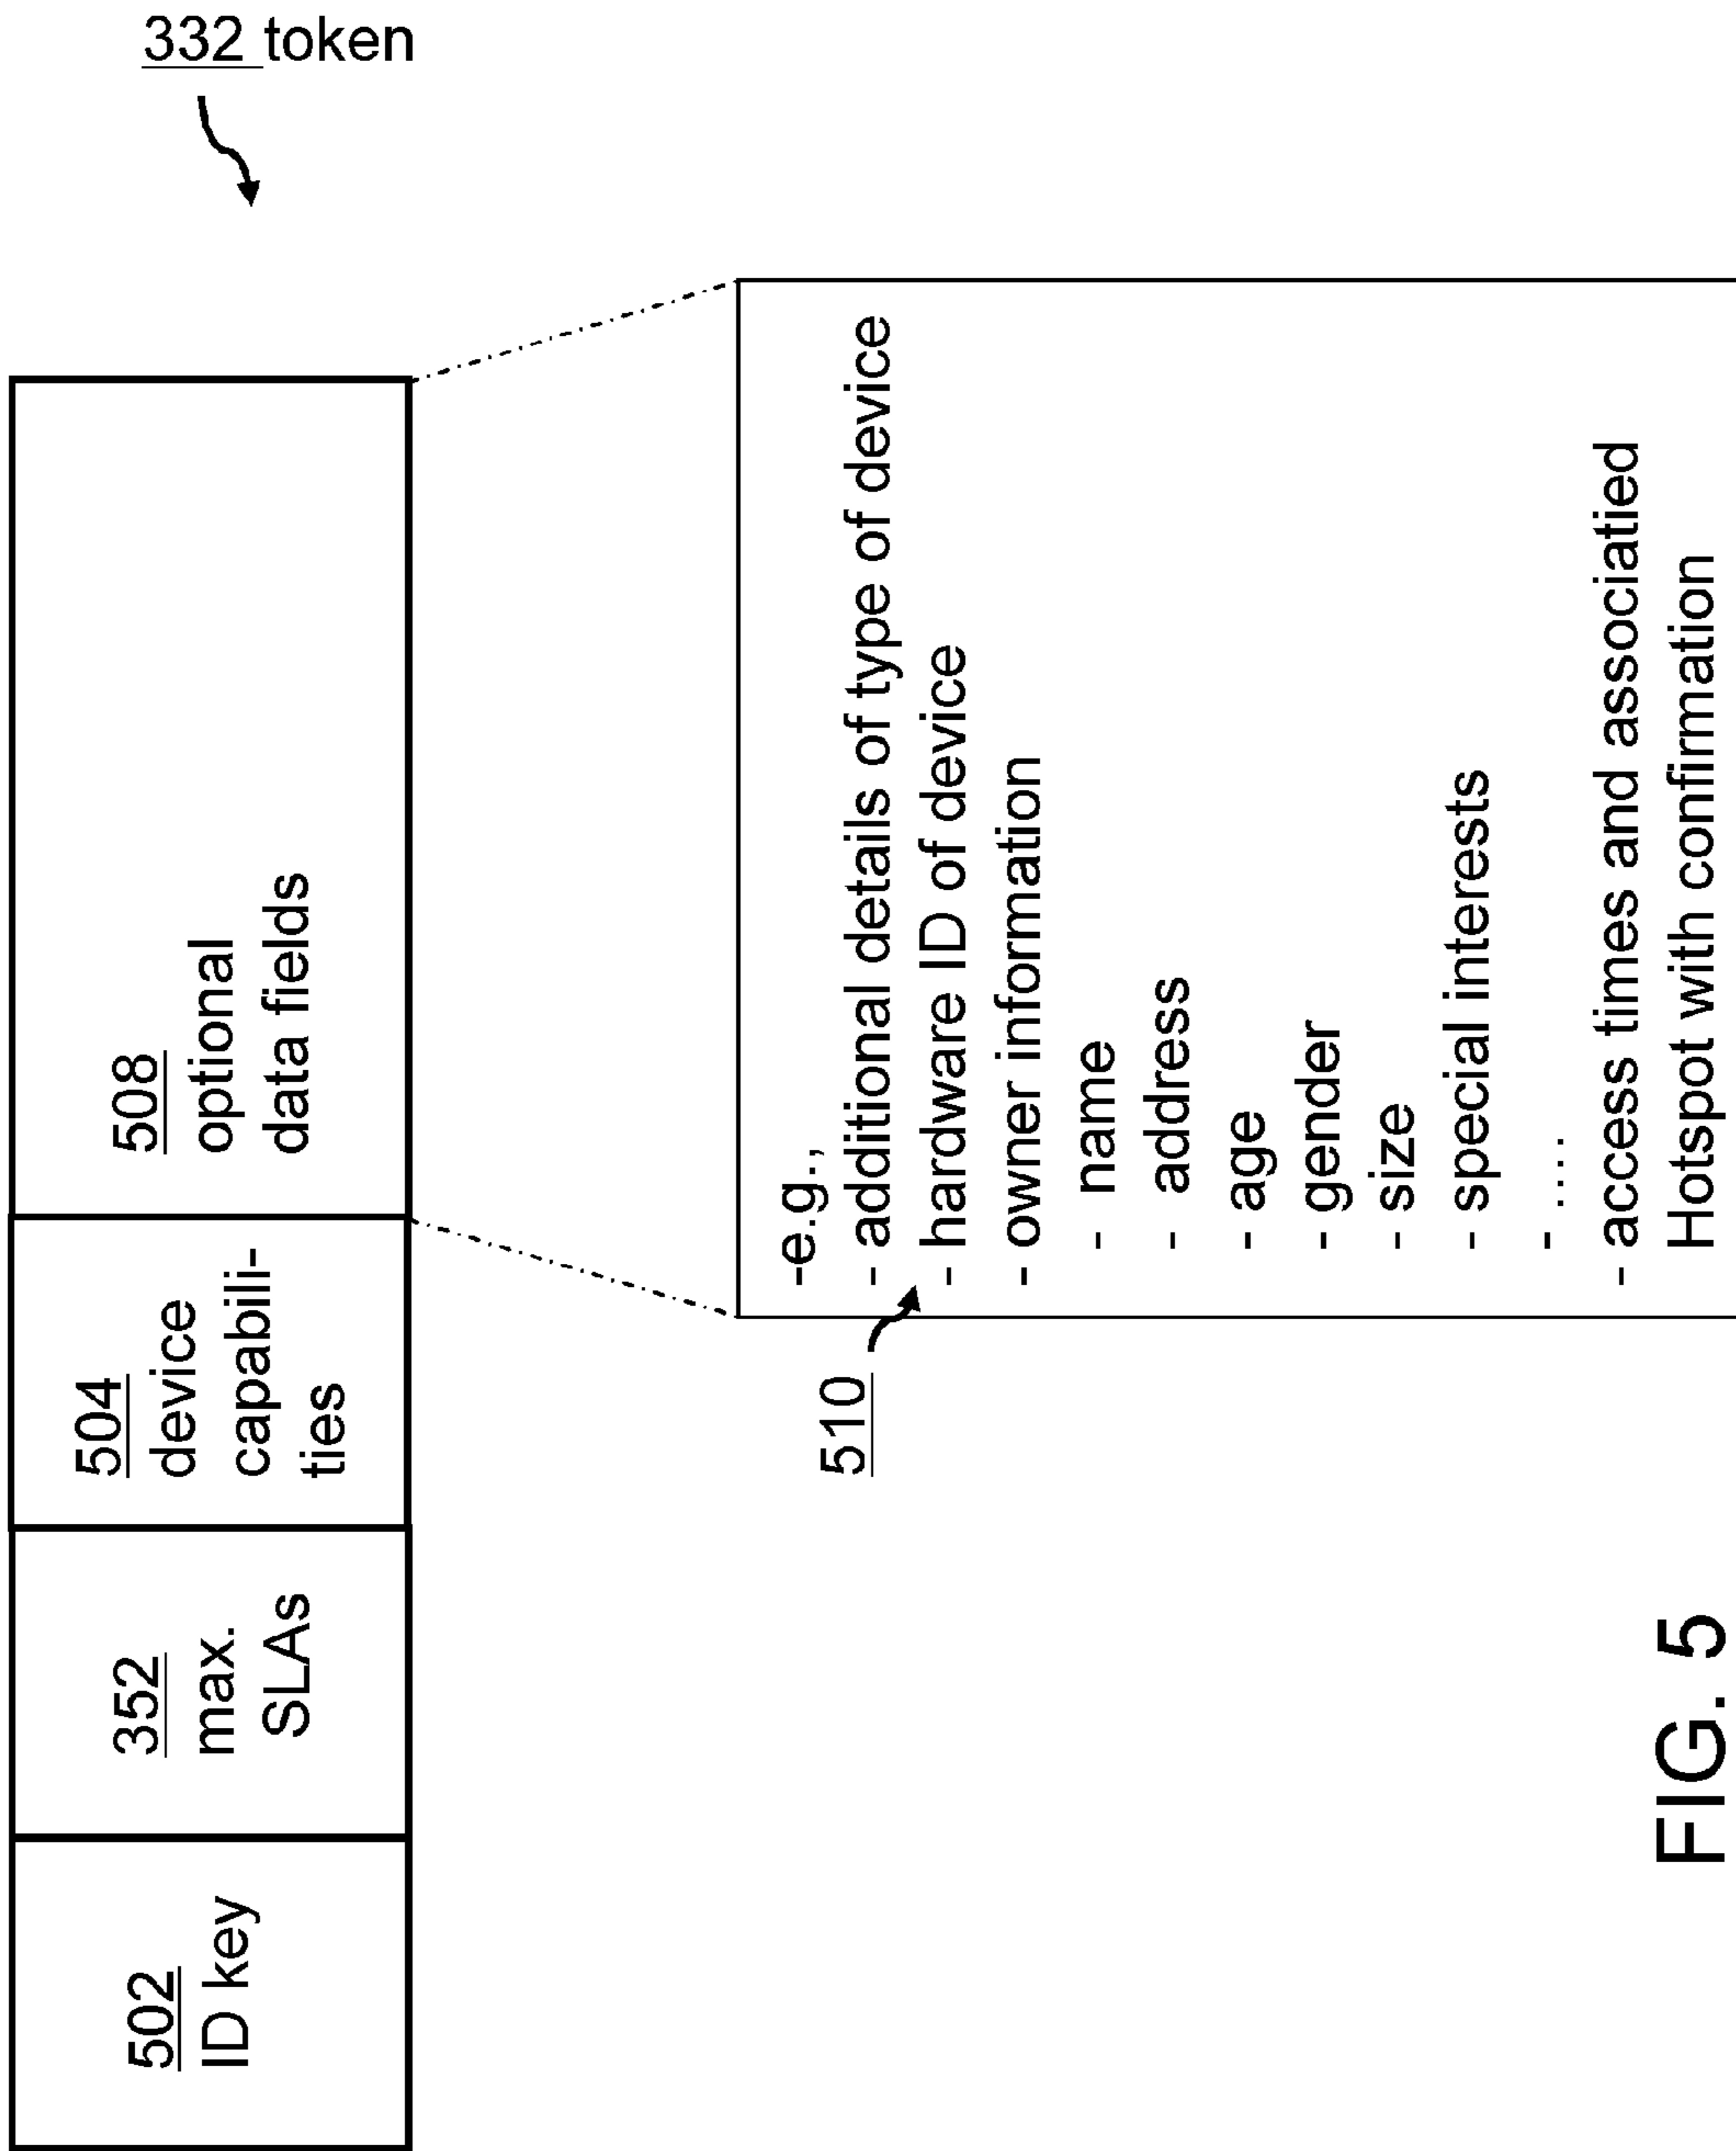 332 token
502
ID key
352
max.
SLAs
504
device
capabili-
ties
508
optional
data fields
510
-e.g.,
- additional details of type of device
- hardware ID of device
- owner information
- name
- address
- age
- gender
- size
- special interests
- ....
- access times and associatied
Hotspot with confirmation
FIG. 5